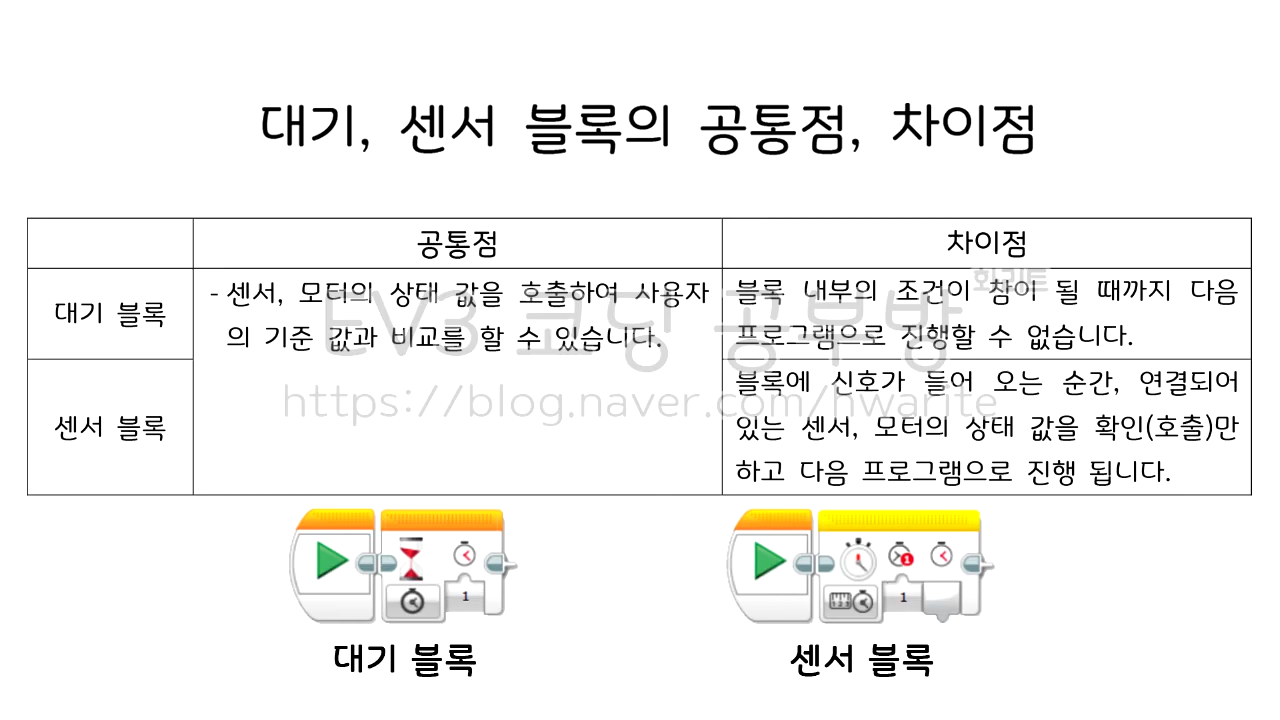 대기, 센서 블록의 공통점, 차이점
공통점
차이점
대기 블록
- 센서, 모터의 상태 값을 호출하여 사용자
의 기준 값과 비교를 할 수 있습니다.
블록 내부의 조건이 참이 될 때까지 다음
프로그램으로 진행할 수 없습니다.
센서 블록
블록에 신호가 들어 오는 순간, 연결되어
있는 센서, 모터의 상태 값을 확인(호출)만
하고 다음 프로그램으로 진행 됩니다.
화리트
EV3 코딩 공부방
https://blog.naver.com/hwarite
1
1
1
대기 블록
센서 블록